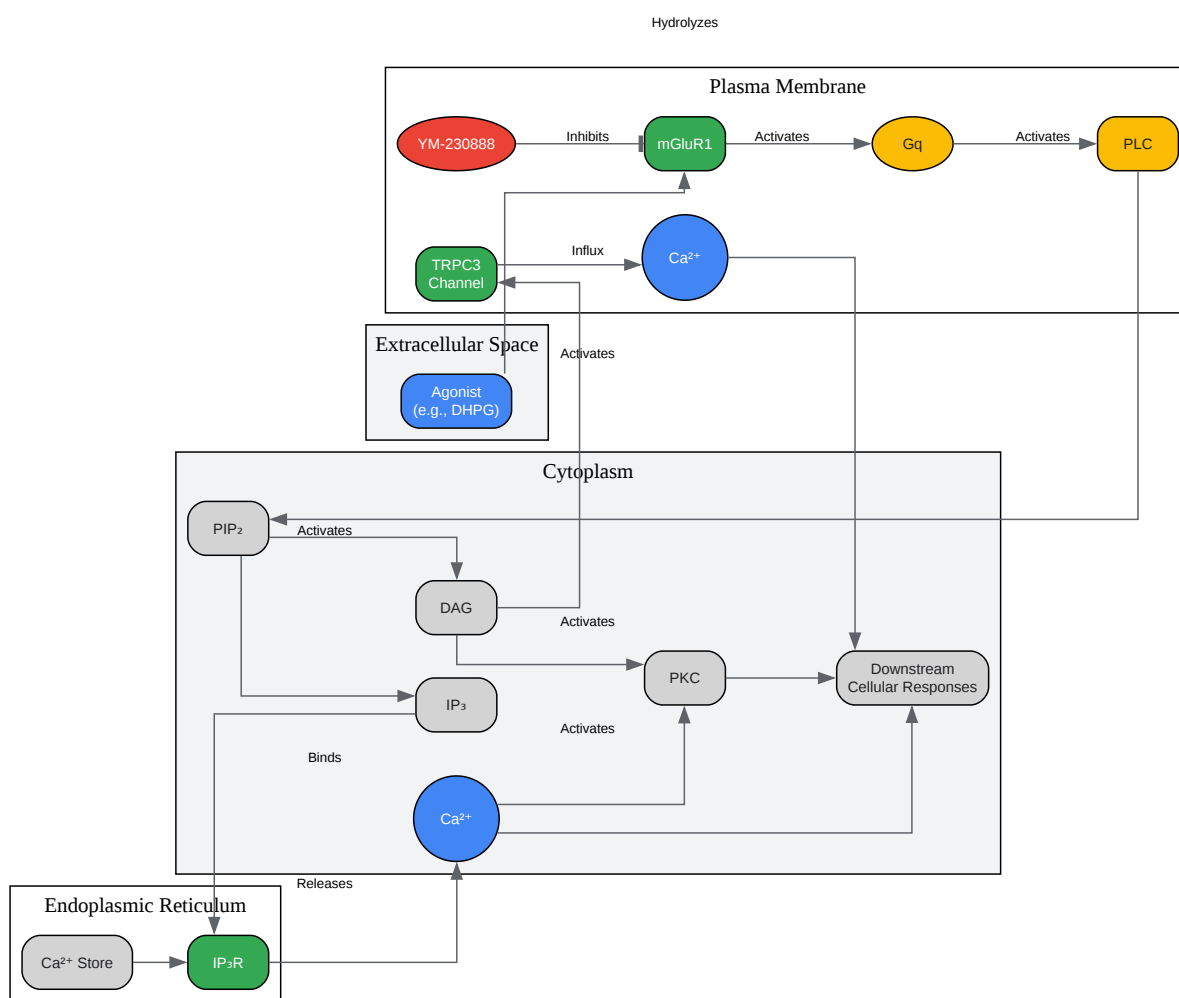 Hydrolyzes
Plasma Membrane
YM-230888
Inhibits
mGluR1
Activates
Gq
Activates
PLC
TRPC3
Channel
Influx
Ca²⁺
Extracellular Space
Activates
Agonist
(e.g., DHPG)
Cytoplasm
PIP₂
Activates
DAG
Activates
PKC
Downstream
Cellular Responses
IP₃
Activates
Binds
Ca²⁺
Releases
Endoplasmic Reticulum
Ca²⁺ Store
IP₃R